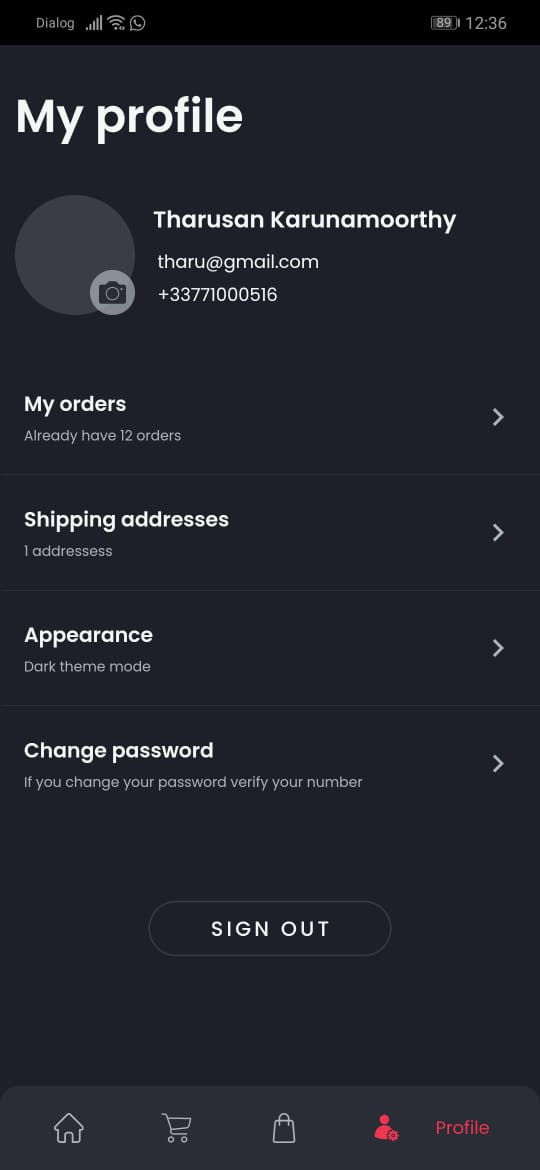 Dialog 89 12:36
My profile
Tharusan Karunamoorthy
tharu@gmail.com
+33771000516
My orders
Already have 12 orders
Shipping addresses
1 addressess
Appearance
Dark theme mode
Change password
If you change your password verify your number
SIGN OUT
Profile